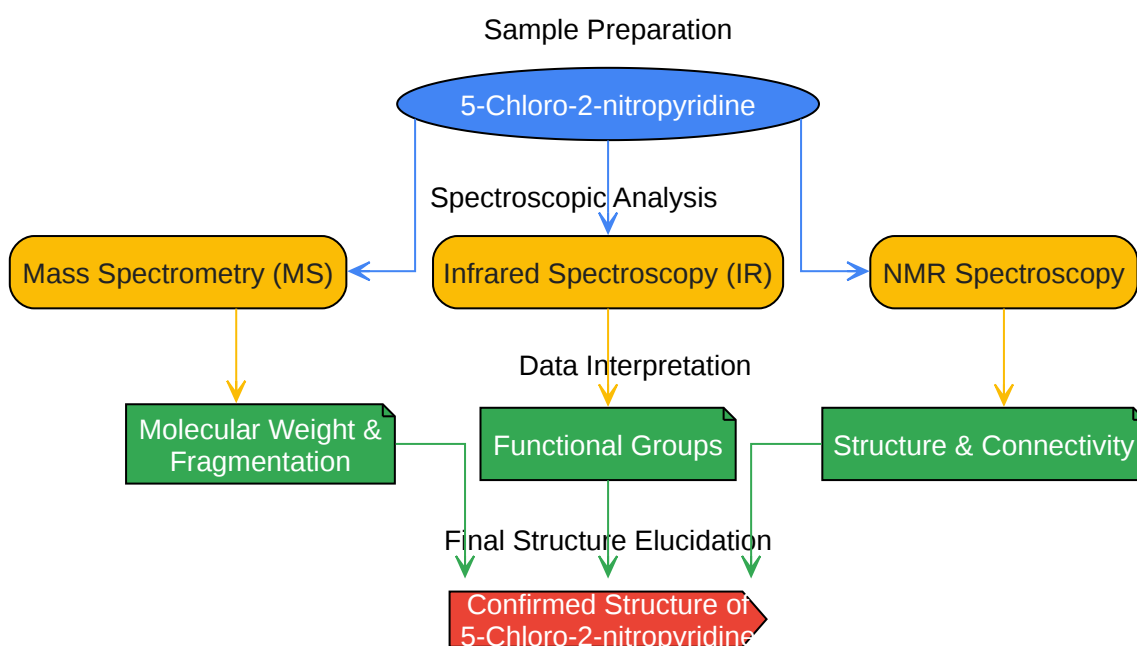 Sample Preparation
5-Chloro-2-nitropyridine
Spectroscopic Analysis
Mass Spectrometry (MS)
Infrared Spectroscopy (IR)
NMR Spectroscopy
Data Interpretation
Molecular Weight &
Fragmentation
Functional Groups
Structure & Connectivity
Final Structure Elucidation
Confirmed Structure of
5-Chloro-2-nitropyridine